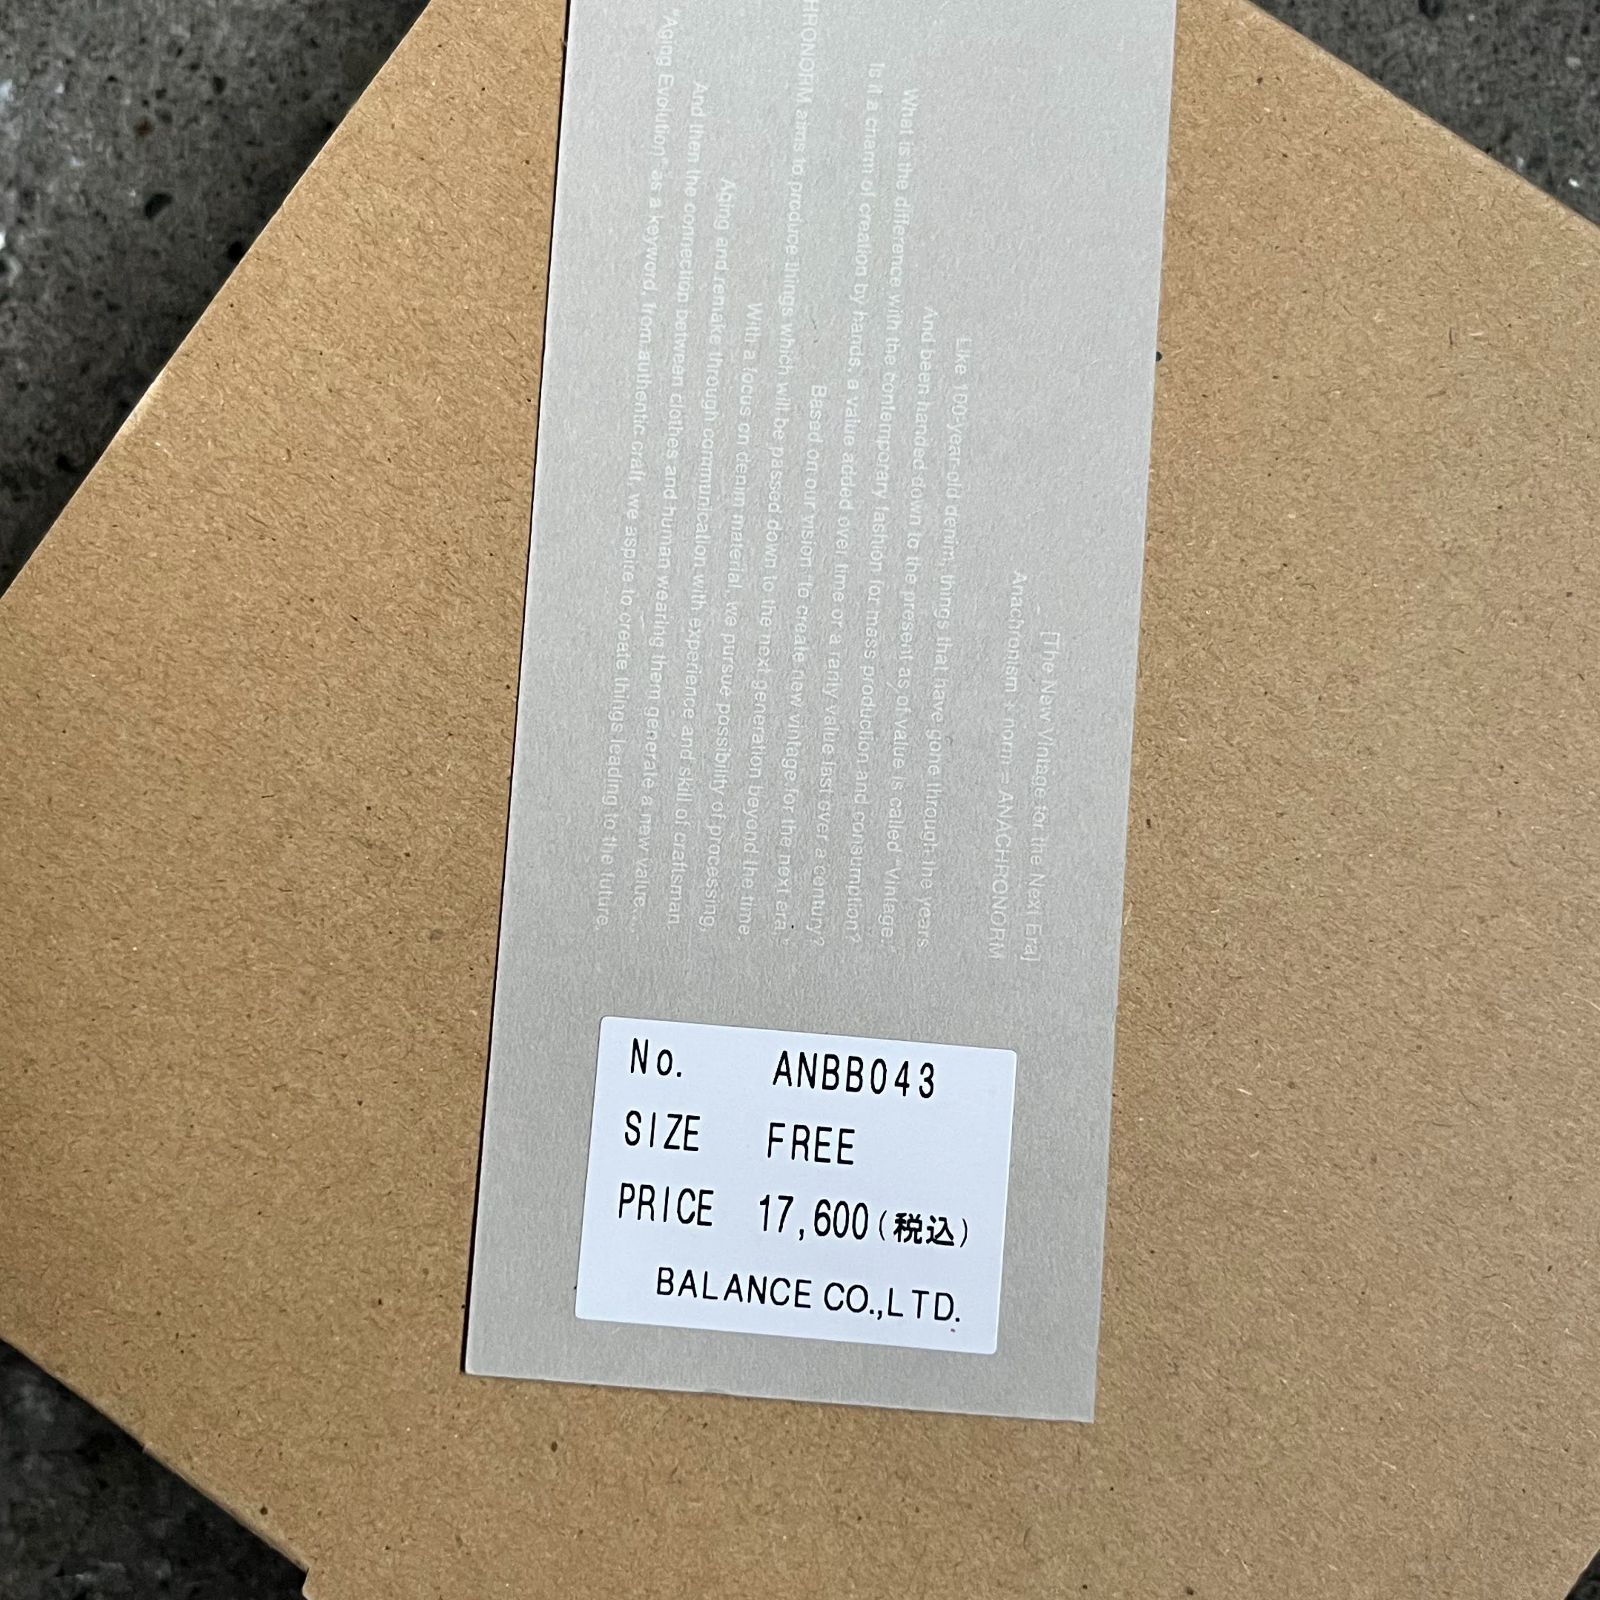 [The New Vintage for the Next Era]
Anachronism + norm = ANACHRONORM
Like 100-year-old denim, things that have gone through the years
And been handed down to the present as of value is called "Vintage."
What is the difference with the contemporary fashion for mass production and consumption?
Is it a charm of creation by hands, a value added over time or a rarity value last over a century?
Based on our vision: to create new vintage for the next era,
HRONORM aims to produce things which will be passed down to the next generation beyond the time.
With a focus on denim material, we pursue possibility of processing,
Aging and remake through communication with experience and skill of craftsman.
And then the connection between clothes and human wearing them generate a new value...
"Aging Evolution" as a keyword, from authentic craft, we aspire to create things leading to the future.
No. ANBB043
SIZE FREE
PRICE 17,600(税込)
BALANCE CO.,LTD.